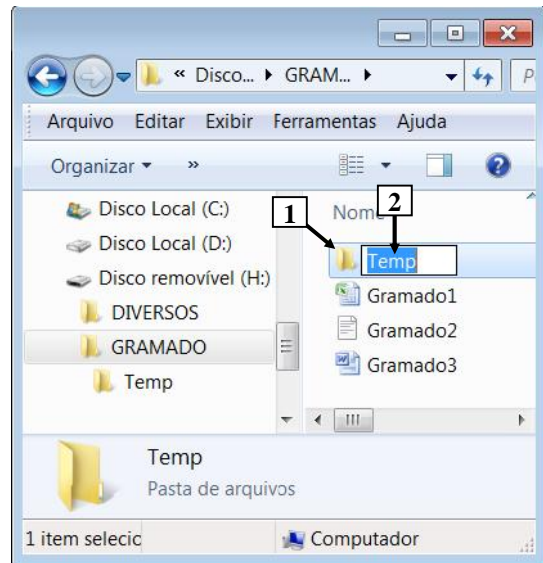 « Disco... ▸ GRAM... ▸ P
Arquivo Editar Exibir Ferramentas Ajuda
Organizar »
Disco Local (C:)
Disco Local (D:)
Disco removível (H:)
DIVERSOS
GRAMADO
Temp
1
2
Nome
Temp
Gramado1
Gramado2
Gramado3
Temp
Pasta de arquivos
1 item selecic
Computador